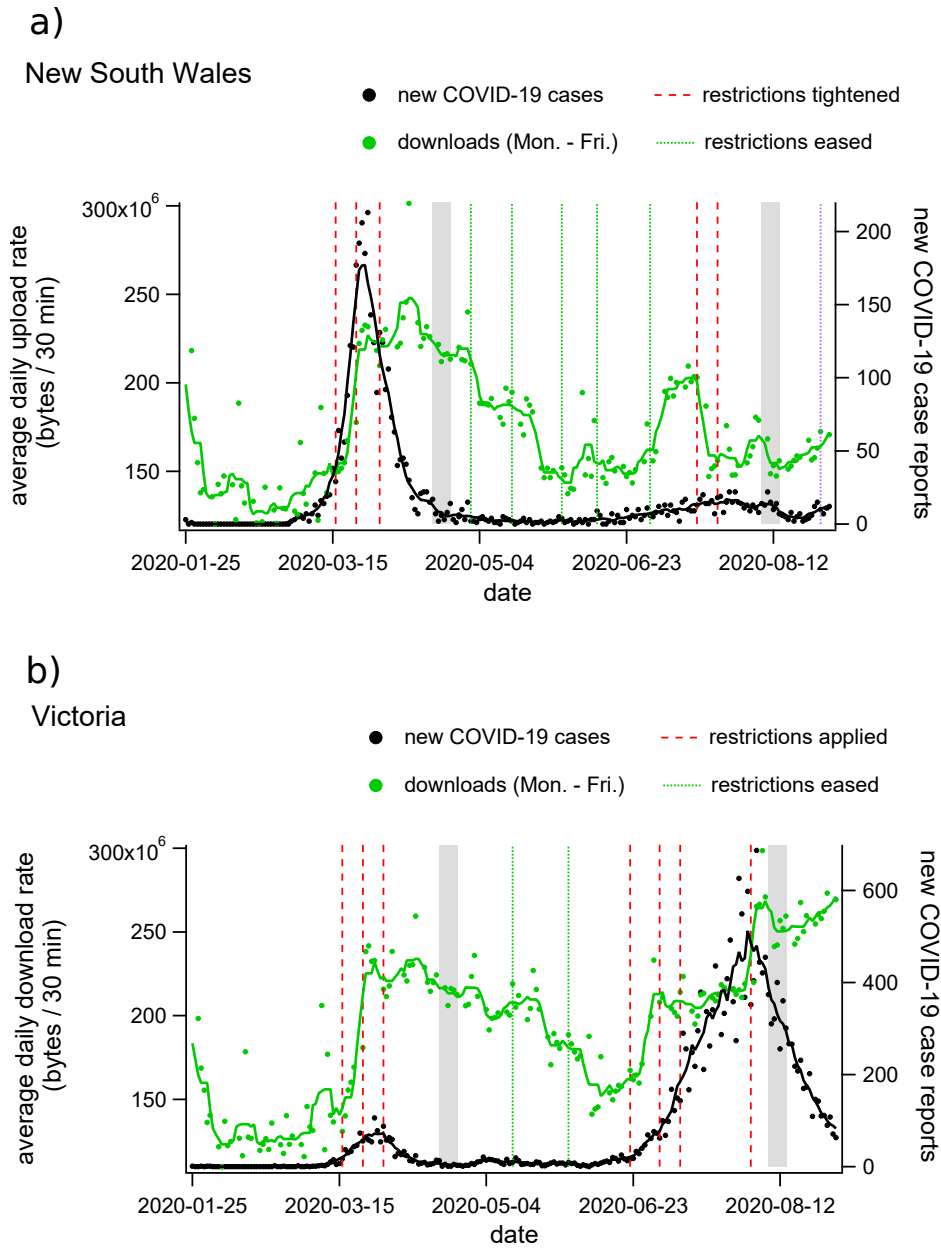 a)
New South Wales
new COVID-19 cases
restrictions tightened
downloads (Mon. - Fri.)
restrictions eased
300x10⁶
250
200
150
average daily upload rate
(bytes / 30 min)
200
150
100
50
0
new COVID-19 case reports
2020-01-25
2020-03-15
2020-05-04
2020-06-23
2020-08-12
date
b)
Victoria
new COVID-19 cases
restrictions applied
downloads (Mon. - Fri.)
restrictions eased
300x10⁶
250
200
150
average daily download rate
(bytes / 30 min)
600
400
200
0
new COVID-19 case reports
2020-01-25
2020-03-15
2020-05-04
2020-06-23
2020-08-12
date